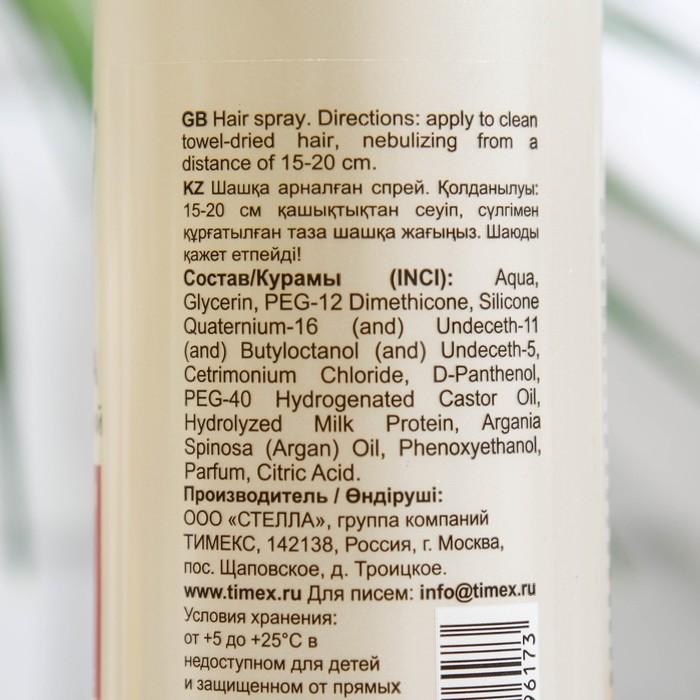 GB Hair spray. Directions: apply to clean
towel-dried hair, nebulizing from a
distance of 15-20 cm.
KZ Шашқа арналған спрей. Қолданылуы:
15-20 см қашықтықтан сеуіп, сүлгімен
құрғатылған таза шашқа жағыңыз. Шаюды
қажет етпейді!
Состав/Курамы (INCI): Aqua,
Glycerin, PEG-12 Dimethicone, Silicone
Quaternium-16 (and) Undeceth-11
(and) Butyloctanol (and) Undeceth-5,
Cetrimonium Chloride, D-Panthenol,
PEG-40 Hydrogenated Castor Oil,
Hydrolyzed Milk Protein, Argania
Spinosa (Argan) Oil, Phenoxyethanol,
Parfum, Citric Acid.
Производитель / Өндіруші:
ООО «СТЕЛЛА», группа компаний
ТИМЕКС, 142138, Россия, г. Москва,
пос. Щаповское, д. Троицкое.
www.timex.ru Для писем: info@timex.ru
Условия хранения:
от +5 до +25°C в
недоступном для детей
и защищенном от прямых